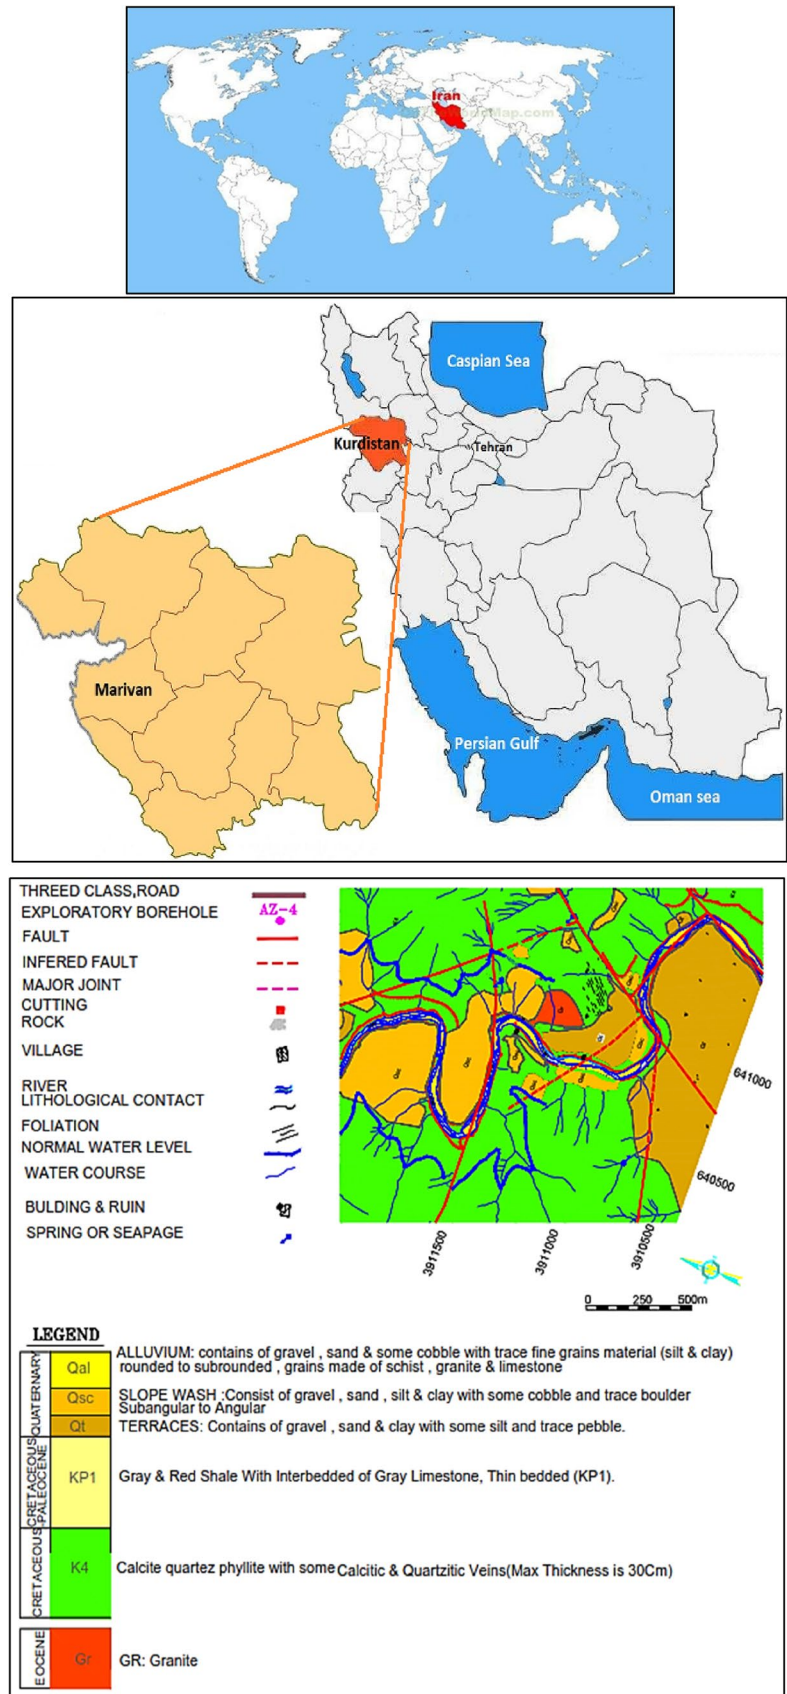 Iran
Caspian Sea
Kurdistan
Tehran
Marivan
Persian Gulf
Oman sea
THREED CLASS,ROAD
EXPLORATORY BOREHOLE
AZ-4
FAULT
INFERED FAULT
MAJOR JOINT
CUTTING
ROCK
VILLAGE
RIVER
LITHOLOGICAL CONTACT
FOLIATION
NORMAL WATER LEVEL
WATER COURSE
BULDING & RUIN
SPRING OR SEAPAGE
641000
640500
3911500
3911000
3910500
0 250 500m
LEGEND
QUATERNARY
Qal
ALLUVIUM: contains of gravel , sand & some cobble with trace fine grains material (silt & clay)
rounded to subrounded , grains made of schist , granite & limestone
Qsc
SLOPE WASH :Consist of gravel , sand , silt & clay with some cobble and trace boulder
Subangular to Angular
Qt
TERRACES: Contains of gravel , sand & clay with some silt and trace pebble.
CRETACEOUS
-PALEOCENE
KP1
Gray & Red Shale With Interbedded of Gray Limestone, Thin bedded (KP1).
CRETACEOUS
K4
Calcite quartez phyllite with some Calcitic & Quartzitic Veins(Max Thickness is 30Cm)
EOCENE
Gr
GR: Granite